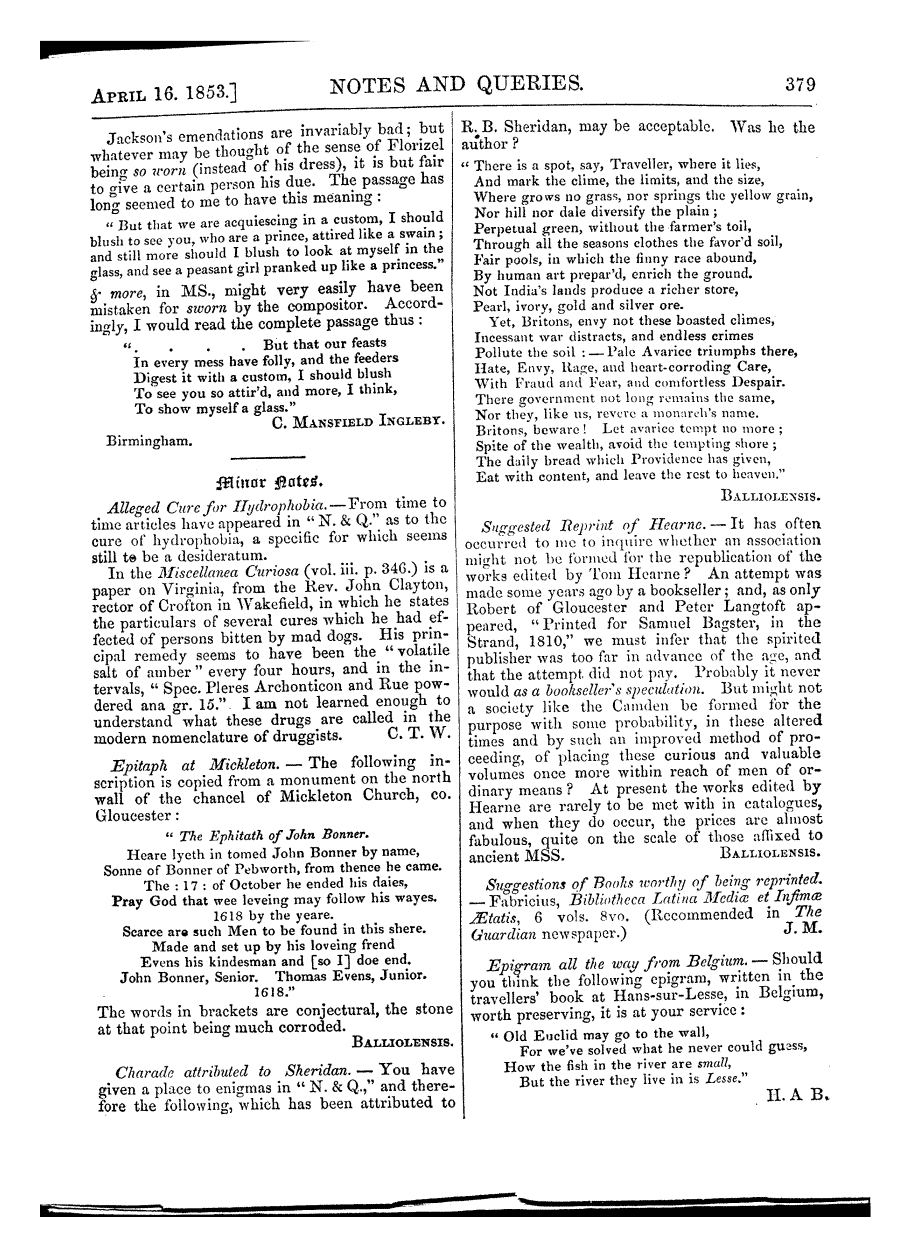 APRIL 16. 1853.] NOTES AND QUERIES. 379
Jackson's emendations are invariably bad; but
whatever may be thought of the sense of Florizel
being so worn (instead of his dress), it is but fair
to give a certain person his due. The passage has
long seemed to me to have this meaning :
" But that we are acquiescing in a custom, I should
blush to see you, who are a prince, attired like a swain ;
and still more should I blush to look at myself in the
glass, and see a peasant girl pranked up like a princess."
& more, in MS., might very easily have been
mistaken for sworn by the compositor. Accord-
ingly, I would read the complete passage thus :
" . . . . But that our feasts
In every mess have folly, and the feeders
Digest it with a custom, I should blush
To see you so attir'd, and more, I think,
To show myself a glass."
C. MANSFIELD INGLEBY.
Birmingham.
Minor Notes.
Alleged Cure for Hydrophobia.—From time to
time articles have appeared in " N. & Q." as to the
cure of hydrophobia, a specific for which seems
still to be a desideratum.
In the Miscellanea Curiosa (vol. iii. p. 346.) is a
paper on Virginia, from the Rev. John Clayton,
rector of Crofton in Wakefield, in which he states
the particulars of several cures which he had ef-
fected of persons bitten by mad dogs. His prin-
cipal remedy seems to have been the " volatile
salt of amber " every four hours, and in the in-
tervals, " Spec. Pleres Archonticon and Rue pow-
dered ana gr. 15." I am not learned enough to
understand what these drugs are called in the
modern nomenclature of druggists. C. T. W.
Epitaph at Mickleton. — The following in-
scription is copied from a monument on the north
wall of the chancel of Mickleton Church, co.
Gloucester :
" The Ephitath of John Bonner.
Heare lyeth in tomed John Bonner by name,
Sonne of Bonner of Pebworth, from thence he came.
The : 17 : of October he ended his daies,
Pray God that wee leveing may follow his wayes.
1618 by the yeare.
Scarce are such Men to be found in this shere.
Made and set up by his loveing frend
Evens his kindesman and [so I] doe end.
John Bonner, Senior. Thomas Evens, Junior.
1618."
The words in brackets are conjectural, the stone
at that point being much corroded.
BALLIOLENSIS.
Charade attributed to Sheridan. — You have
given a place to enigmas in " N. & Q.," and there-
fore the following, which has been attributed to
R. B. Sheridan, may be acceptable. Was he the
author ?
" There is a spot, say, Traveller, where it lies,
And mark the clime, the limits, and the size,
Where grows no grass, nor springs the yellow grain,
Nor hill nor dale diversify the plain ;
Perpetual green, without the farmer's toil,
Through all the seasons clothes the favor'd soil,
Fair pools, in which the finny race abound,
By human art prepar'd, enrich the ground.
Not India's lands produce a richer store,
Pearl, ivory, gold and silver ore.
Yet, Britons, envy not these boasted climes,
Incessant war distracts, and endless crimes
Pollute the soil : — Pale Avarice triumphs there,
Hate, Envy, Rage, and heart-corroding Care,
With Fraud and Fear, and comfortless Despair.
There government not long remains the same,
Nor they, like us, revere a monarch's name.
Britons, beware ! Let avarice tempt no more ;
Spite of the wealth, avoid the tempting shore ;
The daily bread which Providence has given,
Eat with content, and leave the rest to heaven."
BALLIOLENSIS.
Suggested Reprint of Hearne. — It has often
occurred to me to inquire whether an association
might not be formed for the republication of the
works edited by Tom Hearne ? An attempt was
made some years ago by a bookseller ; and, as only
Robert of Gloucester and Peter Langtoft ap-
peared, " Printed for Samuel Bagster, in the
Strand, 1810," we must infer that the spirited
publisher was too far in advance of the age, and
that the attempt did not pay. Probably it never
would as a bookseller's speculation. But might not
a society like the Camden be formed for the
purpose with some probability, in these altered
times and by such an improved method of pro-
ceeding, of placing these curious and valuable
volumes once more within reach of men of or-
dinary means ? At present the works edited by
Hearne are rarely to be met with in catalogues,
and when they do occur, the prices are almost
fabulous, quite on the scale of those affixed to
ancient MSS. BALLIOLENSIS.
Suggestions of Books worthy of being reprinted.
— Fabricius, Bibliotheca Latina Mediæ et Infimæ
Ætatis, 6 vols. 8vo. (Recommended in The
Guardian newspaper.) J. M.
Epigram all the way from Belgium. — Should
you think the following epigram, written in the
travellers' book at Hans-sur-Lesse, in Belgium,
worth preserving, it is at your service :
" Old Euclid may go to the wall,
For we've solved what he never could guess,
How the fish in the river are small,
But the river they live in is Lesse."
H. A B.